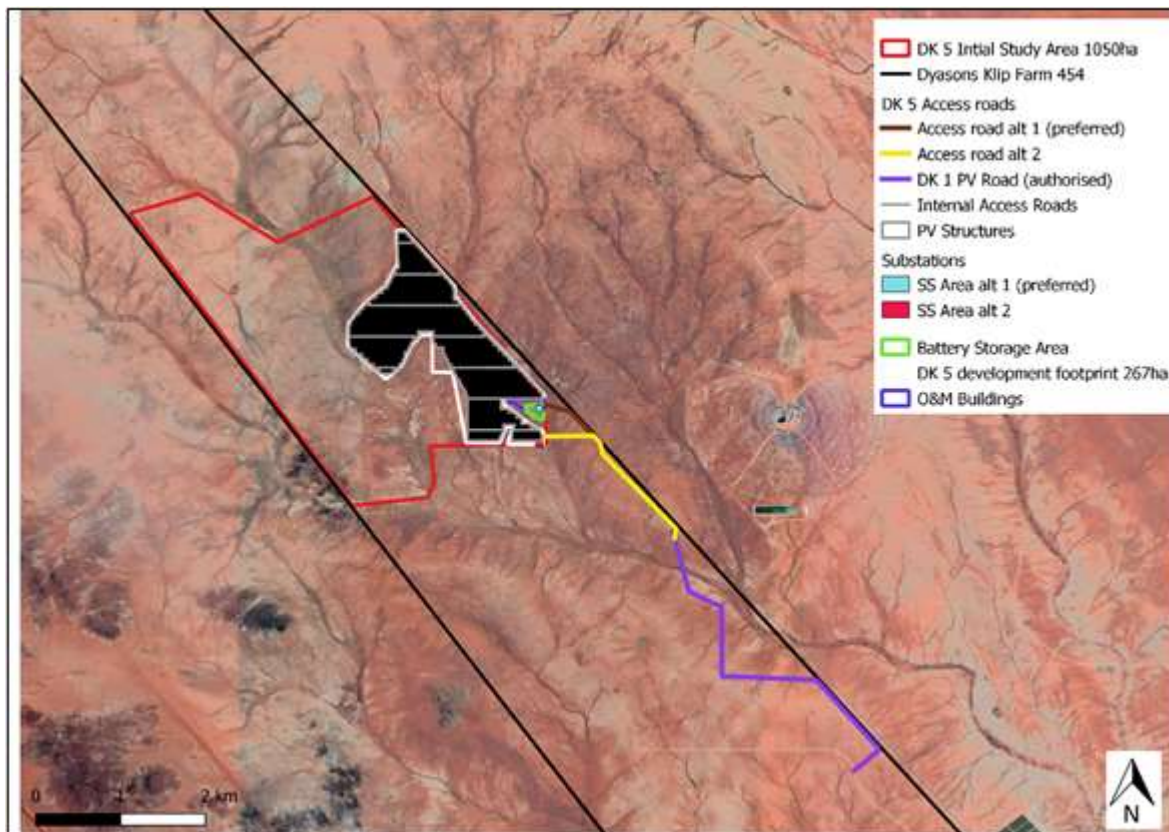 DK 5 Intial Study Area 1050ha
Dyasons Klip Farm 454
DK 5 Access roads
Access road alt 1 (preferred)
Access road alt 2
DK 1 PV Road (authorised)
Internal Access Roads
PV Structures
Substations
SS Area alt 1 (preferred)
SS Area alt 2
Battery Storage Area
DK 5 development footprint 267ha
O&M Buildings
0 1 2 km
N